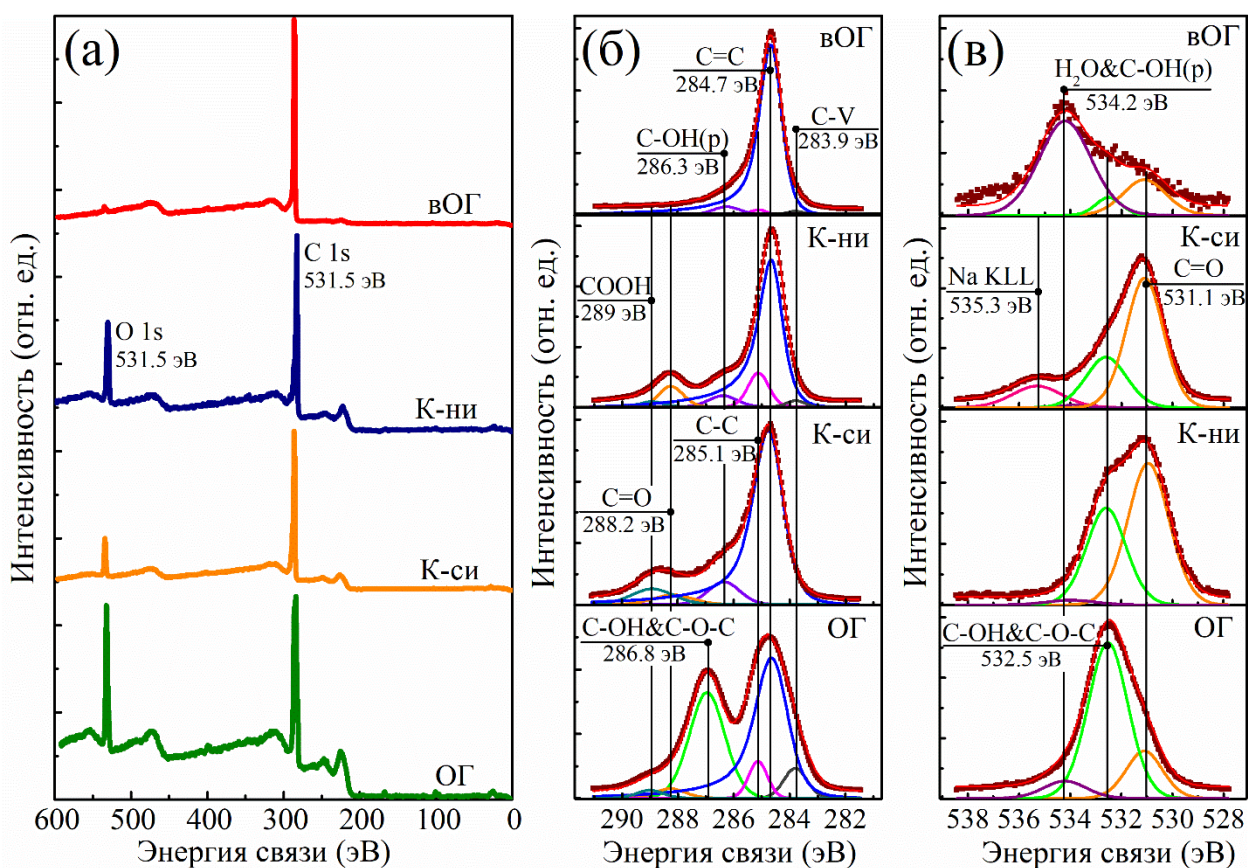 (а)
вОГ
C 1s
531.5 эВ
O 1s
531.5 эВ
К-ни
К-си
ОГ
Интенсивность (отн. ед.)
600 500 400 300 200 100 0
Энергия связи (эВ)
(б)
вОГ
C=C
284.7 эВ
C-V
283.9 эВ
C-OH(p)
286.3 эВ
К-ни
COOH
289 эВ
К-си
C-C
285.1 эВ
C=O
288.2 эВ
ОГ
C-OH&C-O-C
286.8 эВ
Интенсивность (отн. ед.)
290 288 286 284 282
Энергия связи (эВ)
(в)
вОГ
H2O&C-OH(p)
534.2 эВ
К-си
Na KLL
535.3 эВ
C=O
531.1 эВ
К-ни
ОГ
C-OH&C-O-C
532.5 эВ
Интенсивность (отн. ед.)
538 536 534 532 530 528
Энергия связи (эВ)